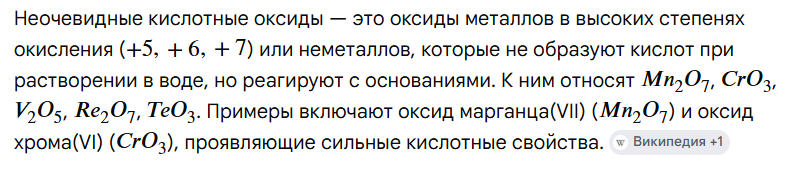 Неочевидные кислотные оксиды — это оксиды металлов в высоких степенях
окисления (+5, +6, +7) или неметаллов, которые не образуют кислот при
растворении в воде, но реагируют с основаниями. К ним относят Mn₂O₇, CrO₃,
V₂O₅, Re₂O₇, TeO₃. Примеры включают оксид марганца(VII) (Mn₂O₇) и оксид
хрома(VI) (CrO₃), проявляющие сильные кислотные свойства. W Википедия +1